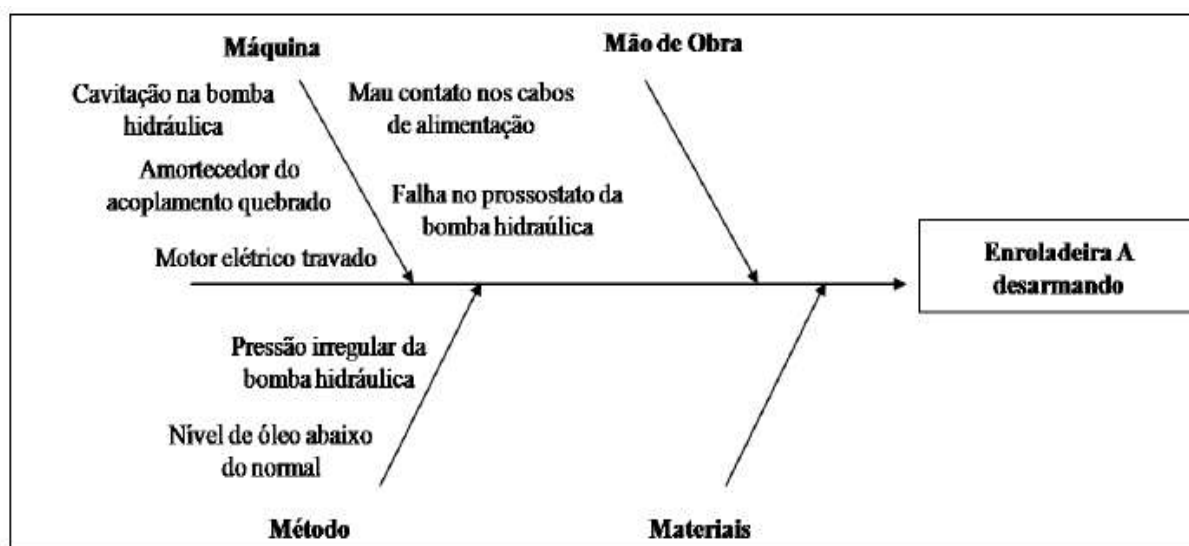 Máquina
Mão de Obra
Cavitação na bomba
hidráulica
Mau contato nos cabos
de alimentação
Amortecedor do
acoplamento quebrado
Falha no prossostato da
bomba hidraúlica
Motor elétrico travado
Enroladeira A
desarmando
Pressão irregular da
bomba hidráulica
Nível de óleo abaixo
do normal
Método
Materiais